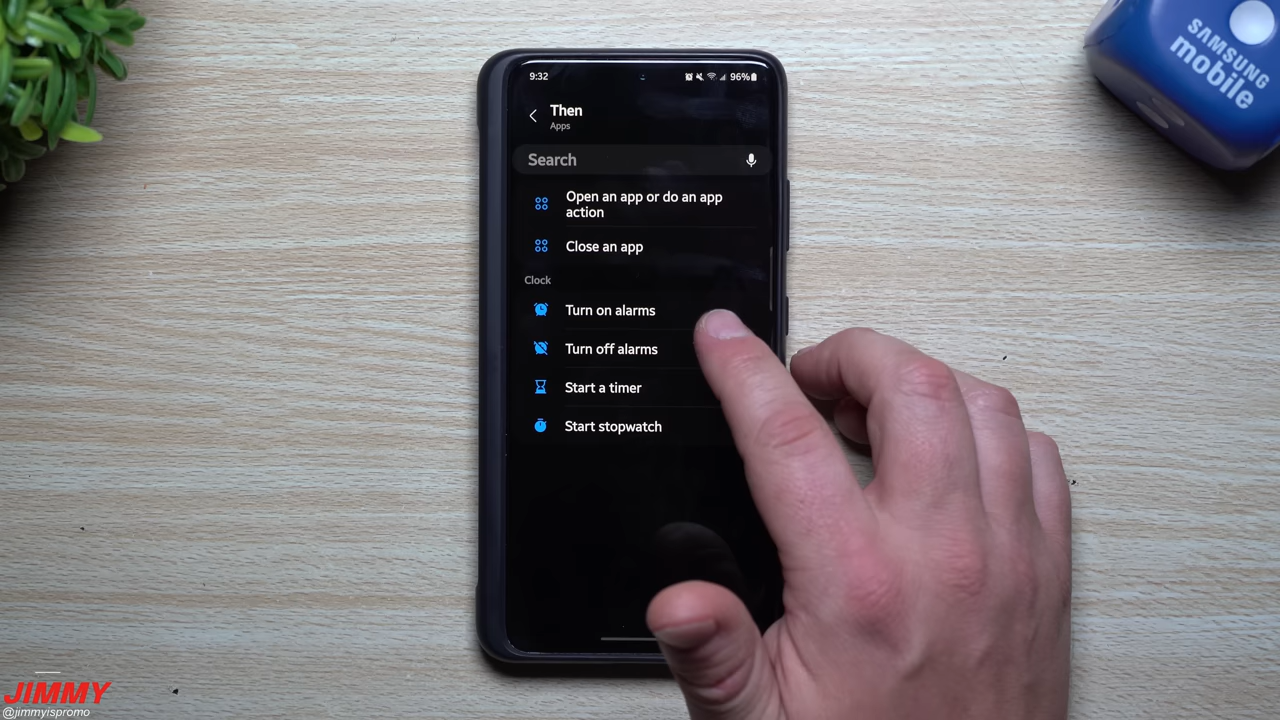 SAMSUNG
mobile
9:32
96%
Then
Apps
Search
Open an app or do an app
action
Close an app
Clock
Turn on alarms
Turn off alarms
Start a timer
Start stopwatch
JIMMY
@jimmyispromo